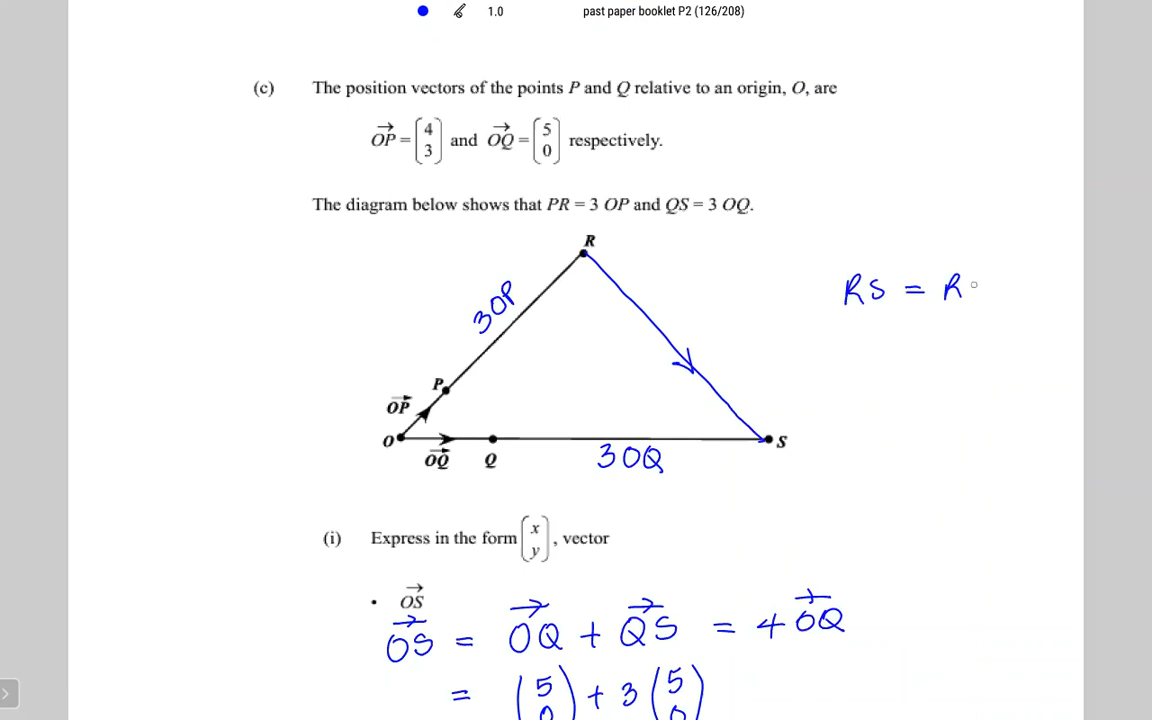 1.0 past paper booklet P2 (126/208)
(c) The position vectors of the points P and Q relative to an origin, O, are
OP = [4 3] and OQ = [5 0] respectively.
The diagram below shows that PR = 3 OP and QS = 3 OQ.
R
3OP
RS = R
P
OP
O
S
OQ Q
3OQ
(i) Express in the form [x y], vector
• OS
OS = OQ + QS = 4 OQ
= (5 0) + 3 (5 0)